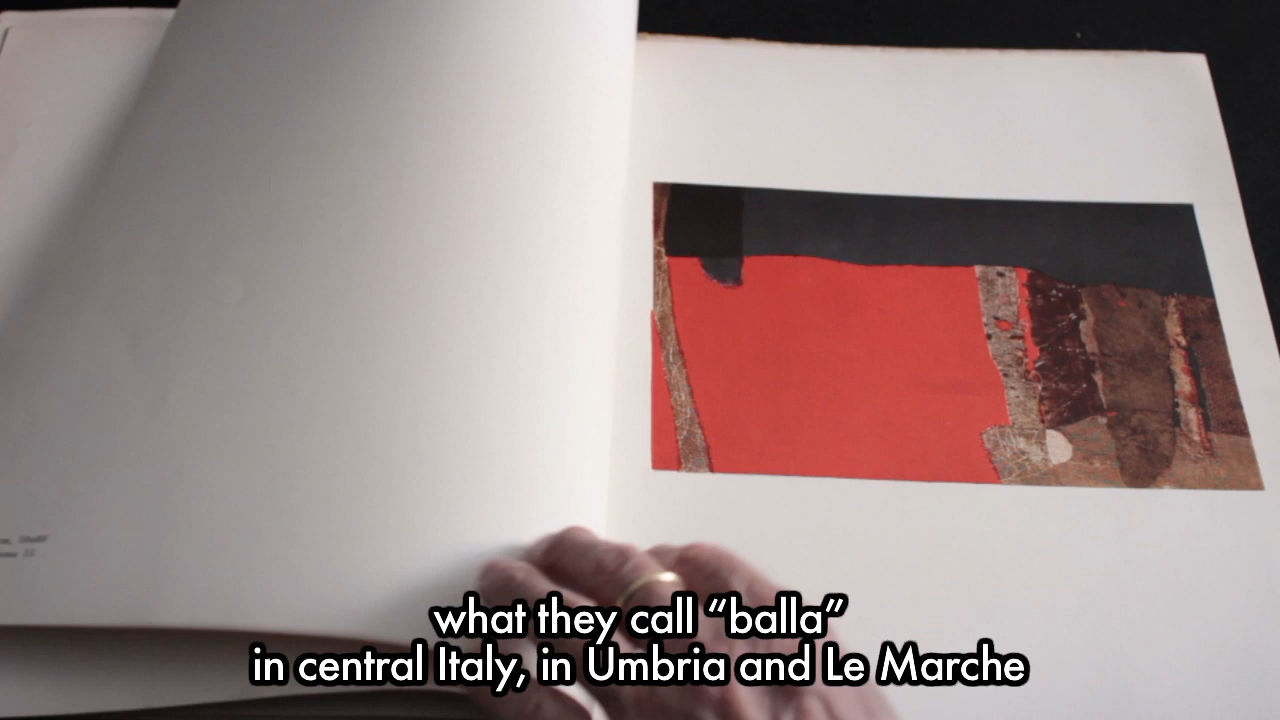 what they call “balla”
in central Italy, in Umbria and Le Marche